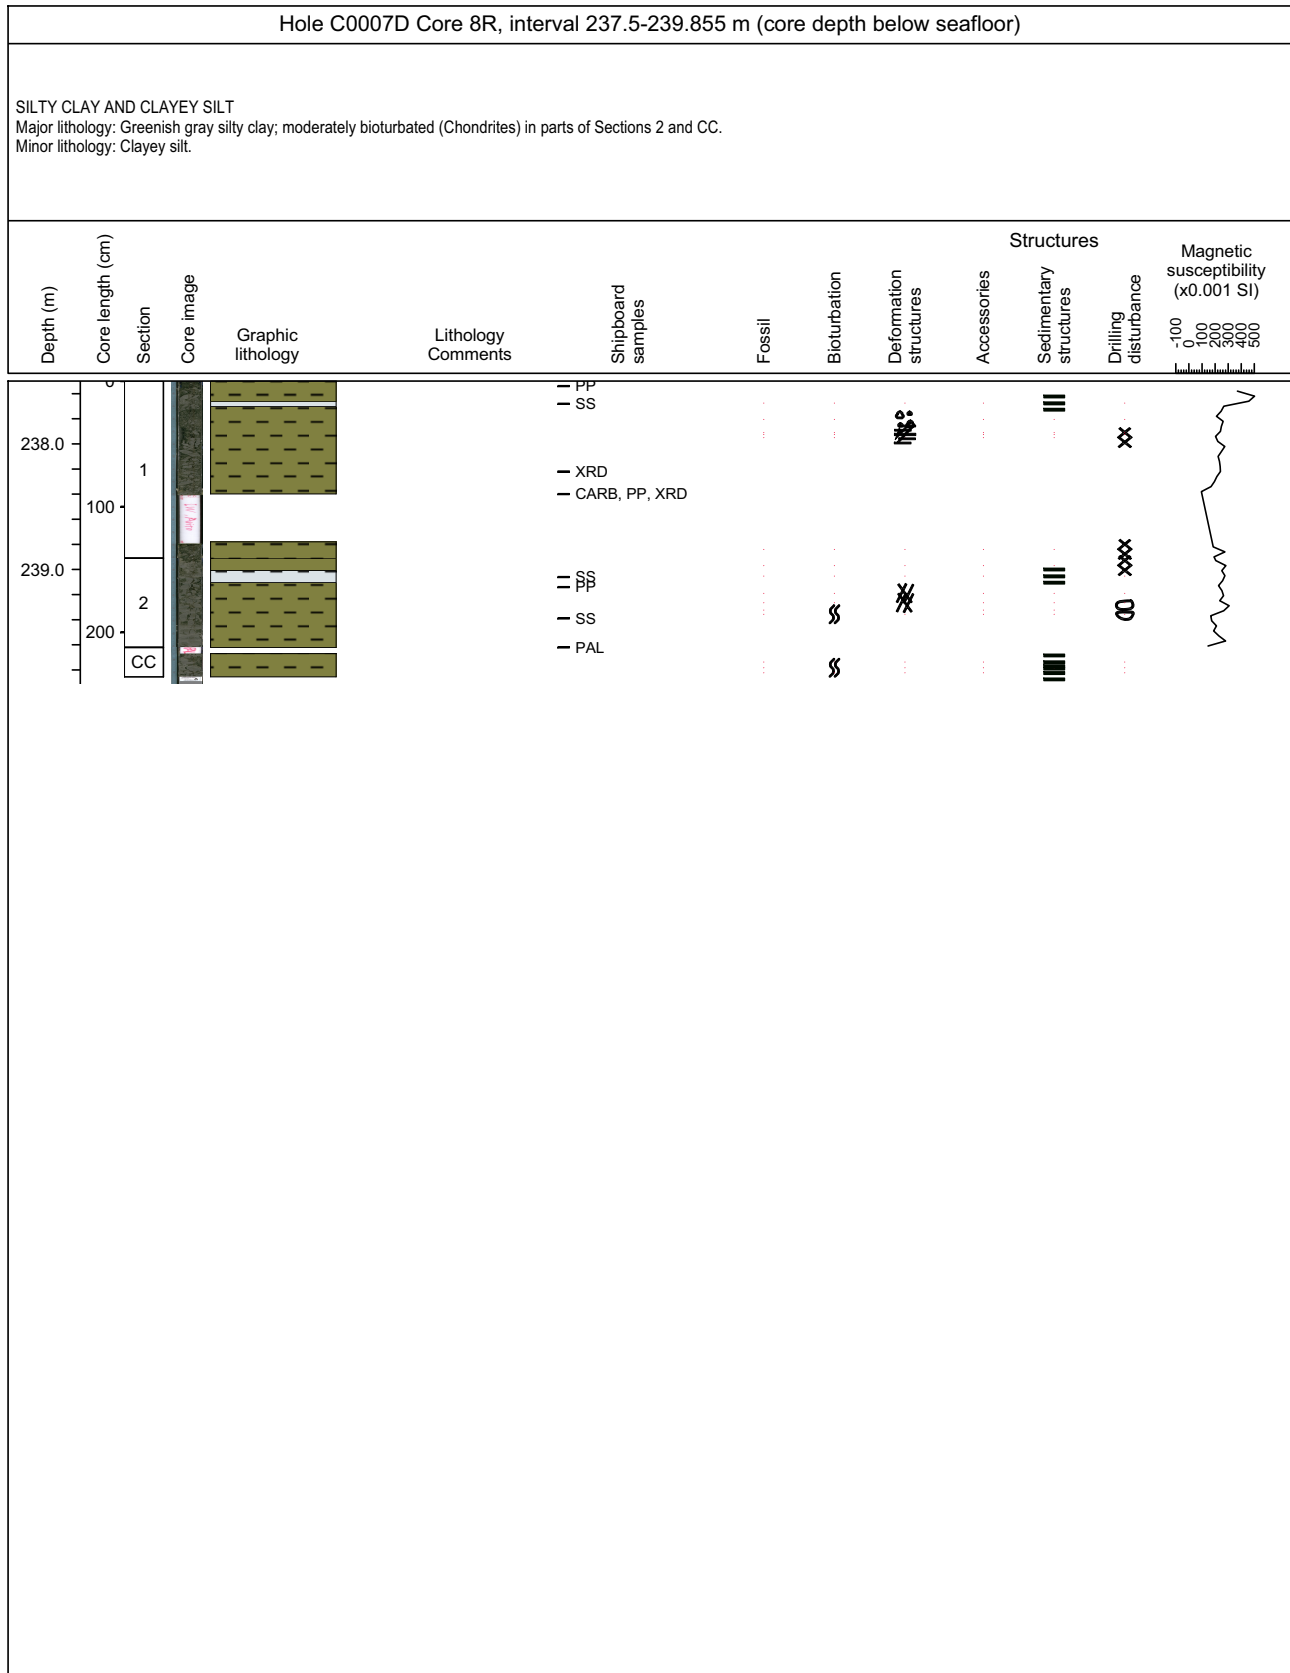 Hole C0007D Core 8R, interval 237.5-239.855 m (core depth below seafloor)
SILTY CLAY AND CLAYEY SILT
Major lithology: Greenish gray silty clay; moderately bioturbated (Chondrites) in parts of Sections 2 and CC.
Minor lithology: Clayey silt.
Structures
Depth (m)
Core length (cm)
Section
Core image
Graphic
lithology
Lithology
Comments
Shipboard
samples
Fossil
Bioturbation
Deformation
structures
Accessories
Sedimentary
structures
Drilling
disturbance
Magnetic
susceptibility
(x0.001 SI)
-100
0
100
200
300
400
500
0
PP
SS
238.0
1
XRD
CARB, PP, XRD
100
239.0
SS
PP
2
SS
200
PAL
CC